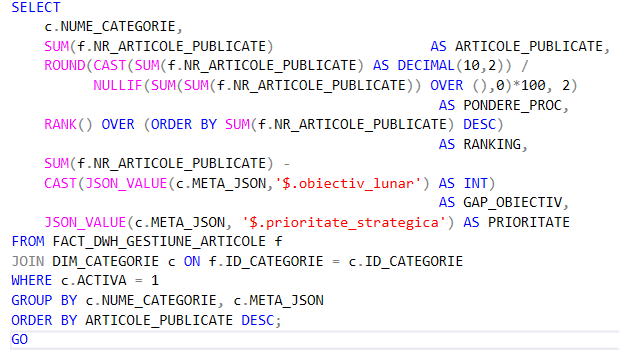 SELECT
    c.NUME_CATEGORIE,
    SUM(f.NR_ARTICOLE_PUBLICATE)                    AS ARTICOLE_PUBLICATE,
    ROUND(CAST(SUM(f.NR_ARTICOLE_PUBLICATE) AS DECIMAL(10,2)) /
          NULLIF(SUM(SUM(f.NR_ARTICOLE_PUBLICATE)) OVER (),0)*100, 2)
                                                     AS PONDERE_PROC,
    RANK() OVER (ORDER BY SUM(f.NR_ARTICOLE_PUBLICATE) DESC)
                                                     AS RANKING,
    SUM(f.NR_ARTICOLE_PUBLICATE) -
    CAST(JSON_VALUE(c.META_JSON,'$.obiectiv_lunar') AS INT)
                                                     AS GAP_OBIECTIV,
    JSON_VALUE(c.META_JSON, '$.prioritate_strategica') AS PRIORITATE
FROM FACT_DWH_GESTIUNE_ARTICOLE f
JOIN DIM_CATEGORIE c ON f.ID_CATEGORIE = c.ID_CATEGORIE
WHERE c.ACTIVA = 1
GROUP BY c.NUME_CATEGORIE, c.META_JSON
ORDER BY ARTICOLE_PUBLICATE DESC;
GO